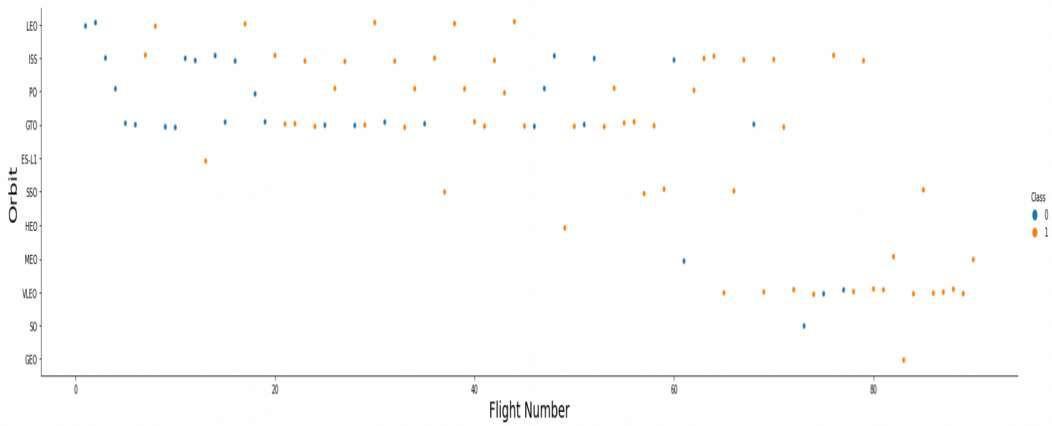 LEO
ISS
PO
GTO
ES-L1
SSO
HEO
MEO
VLEO
SO
GEO
Orbit
0 20 40 60 80
Flight Number
Class
0
1